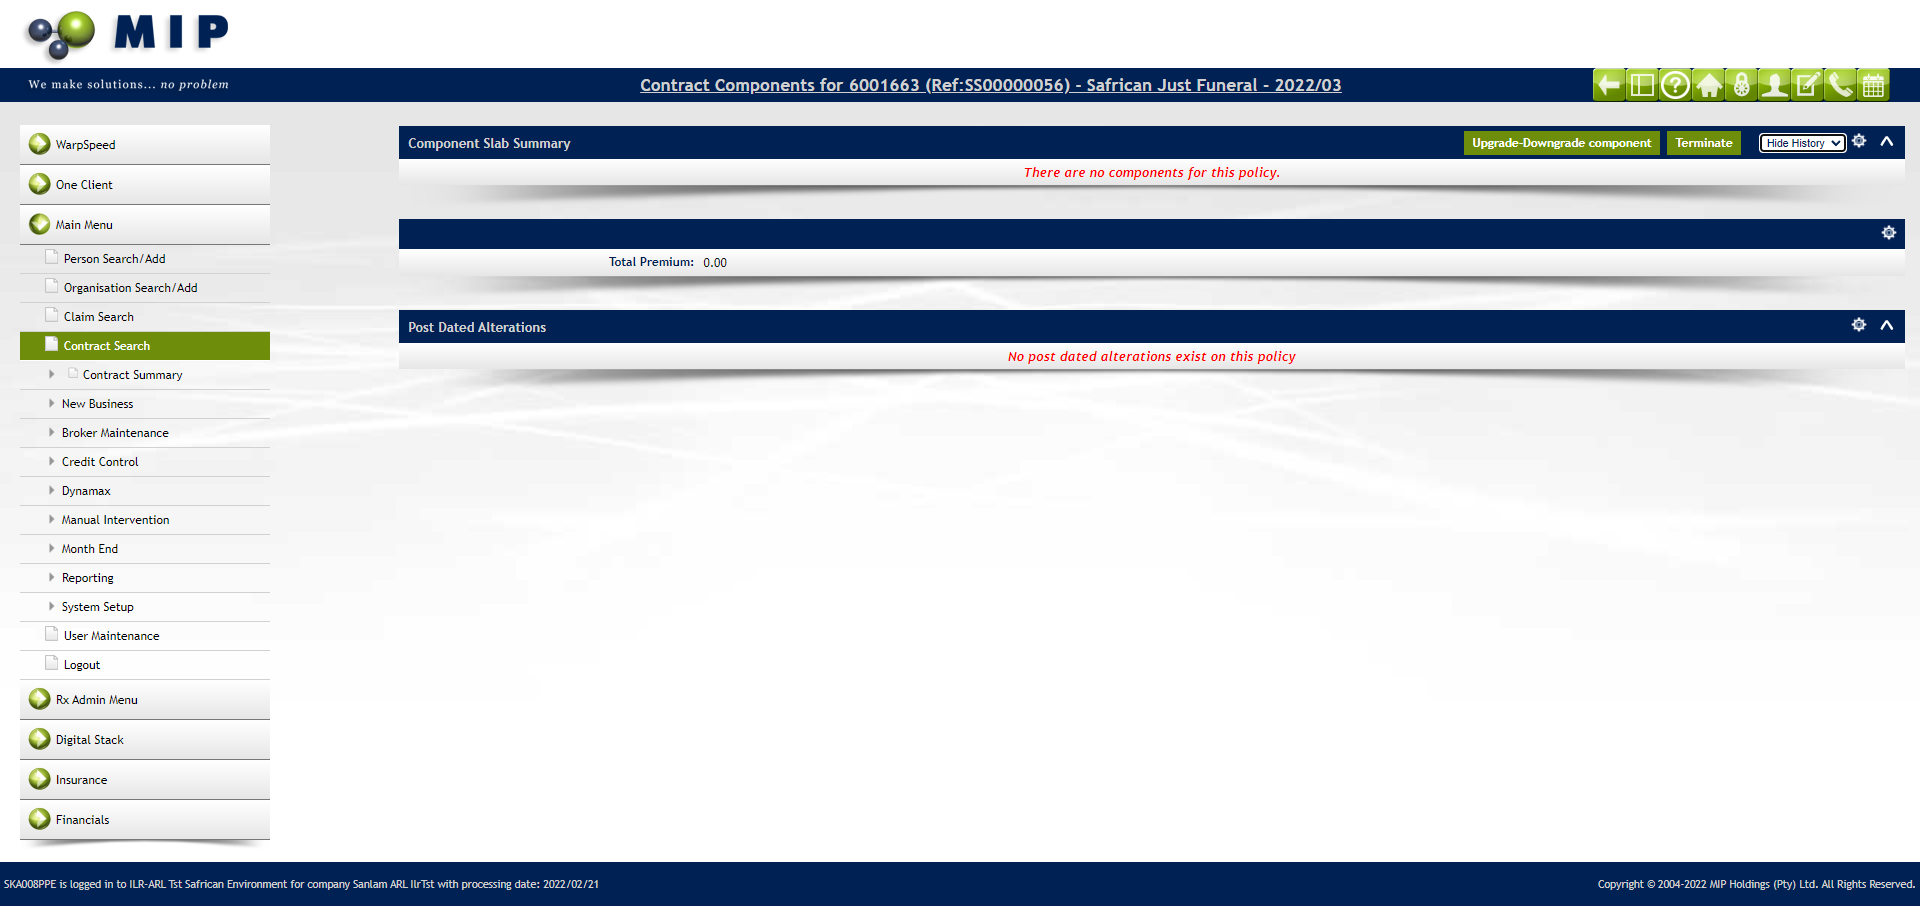 MIP
We make solutions... no problem
Contract Components for 6001663 (Ref:SS00000056) - Safrican Just Funeral - 2022/03
WarpSpeed
One Client
Main Menu
Person Search/Add
Organisation Search/Add
Claim Search
Contract Search
Contract Summary
New Business
Broker Maintenance
Credit Control
Dynamax
Manual Intervention
Month End
Reporting
System Setup
User Maintenance
Logout
Rx Admin Menu
Digital Stack
Insurance
Financials
Component Slab Summary
Upgrade-Downgrade component
Terminate
Hide History
There are no components for this policy.
Total Premium: 0.00
Post Dated Alterations
No post dated alterations exist on this policy
SKA008PPE is logged in to ILR-ARL Tst Safrican Environment for company Sanlam ARL IlrTst with processing date: 2022/02/21
Copyright © 2004-2022 MIP Holdings (Pty) Ltd. All Rights Reserved.